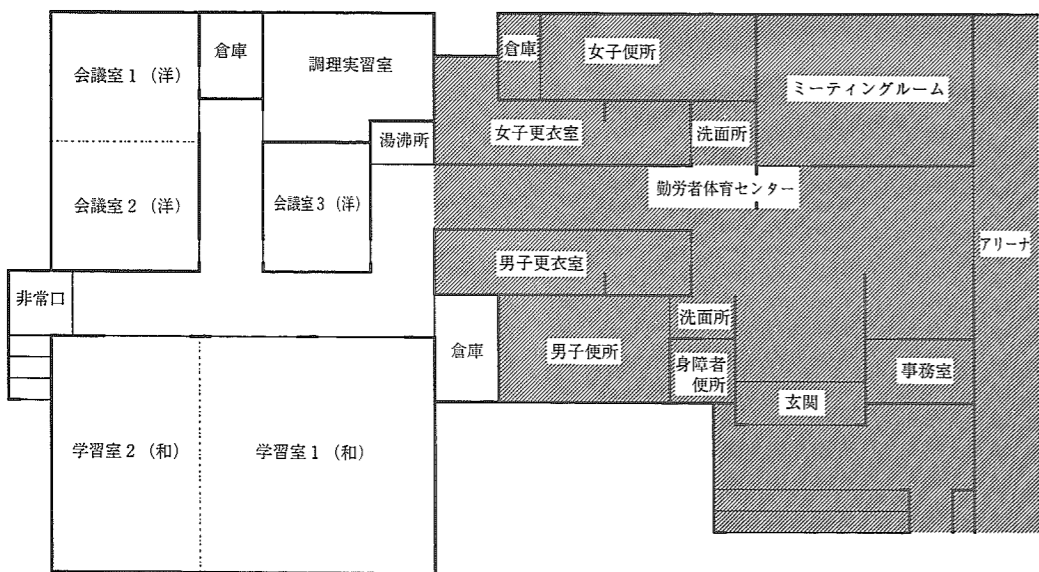 倉庫
調理実習室
会議室1（洋）
倉庫
女子便所
ミーティングルーム
湯沸所
女子更衣室
洗面所
会議室2（洋）
会議室3（洋）
勤労者体育センター
アリーナ
男子更衣室
非常口
洗面所
倉庫
男子便所
身障者
便所
事務室
玄関
学習室2（和）
学習室1（和）